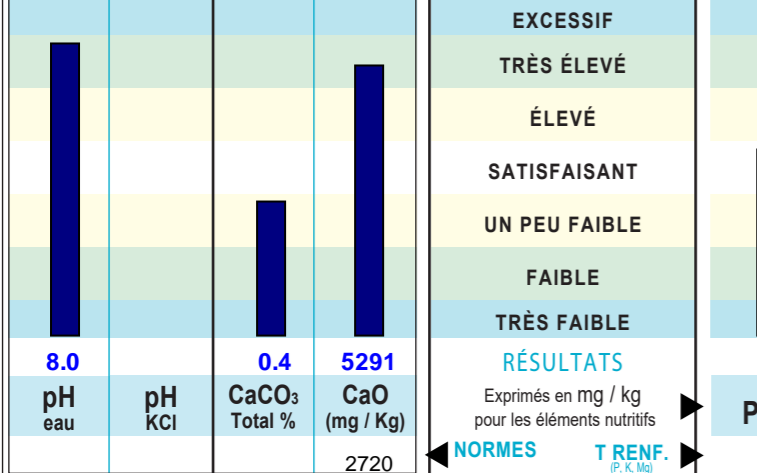 EXCESSIF
TRÈS ÉLEVÉ
ÉLEVÉ
SATISFAISANT
UN PEU FAIBLE
FAIBLE
TRÈS FAIBLE
8.0 0.4 5291 RÉSULTATS
pH eau
pH KCl
CaCO₃ Total %
CaO (mg / Kg)
Exprimés en mg / kg
pour les éléments nutritifs
P
2720
NORMES T RENF.
(P, K, Mg)